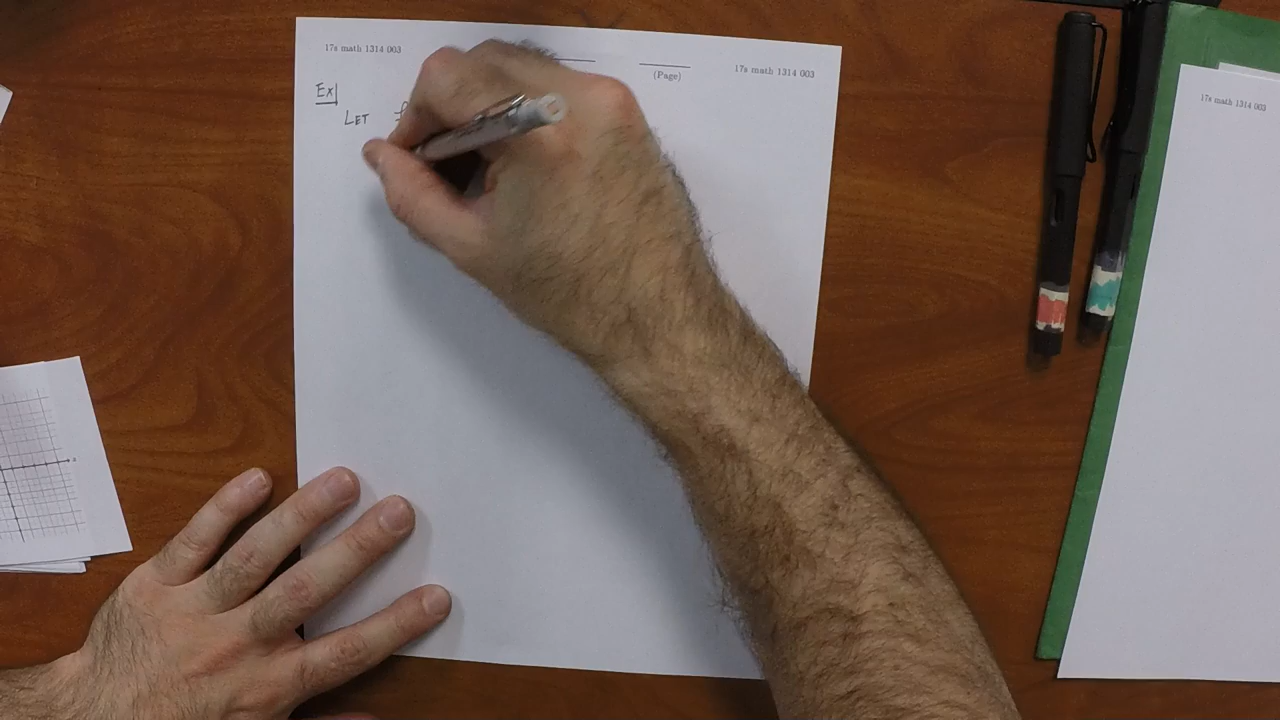 17s math 1314 003
(Page)
17s math 1314 003
Ex
LET
17s math 1314 003